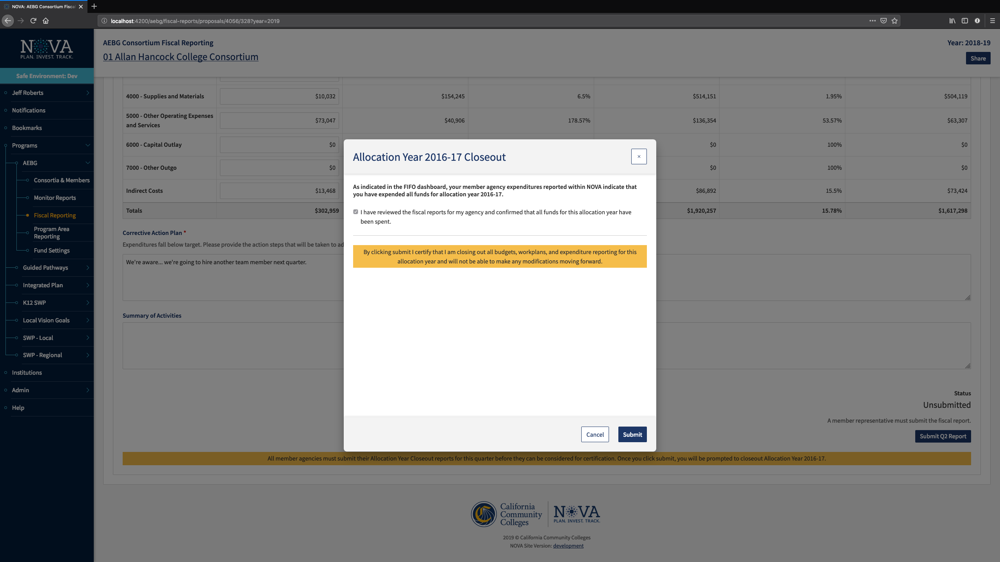 NOVA: AEBG Consortium Fisca
localhost:4200/aebg/fiscal-reports/proposals/4056/328?year=2019
NOVA
PLAN. INVEST. TRACK.
Safe Environment: Dev
Jeff Roberts
Notifications
Bookmarks
Programs
AEBG
Consortia & Members
Monitor Reports
Fiscal Reporting
Program Area
Reporting
Fund Settings
Guided Pathways
Integrated Plan
K12 SWP
Local Vision Goals
SWP - Local
SWP - Regional
Institutions
Admin
Help
AEBG Consortium Fiscal Reporting
Year: 2018-19
01 Allan Hancock College Consortium
Share
4000 - Supplies and Materials $10,032 $154,245 6.5% $514,151 1.95% $504,119
5000 - Other Operating Expenses
and Services $73,047 $40,906 178.57% $136,354 53.57% $63,307
6000 - Capital Outlay $0 $0 100% $0
7000 - Other Outgo $0 $0 100% $0
Indirect Costs $13,468 $86,892 15.5% $73,424
Totals $302,959 $1,920,257 15.78% $1,617,298
Corrective Action Plan *
Expenditures fall below target. Please provide the action steps that will be taken to ad
We're aware... we're going to hire another team member next quarter.
Summary of Activities
Allocation Year 2016-17 Closeout
×
As indicated in the FIFO dashboard, your member agency expenditures reported within NOVA indicate that
you have expended all funds for allocation year 2016-17.
I have reviewed the fiscal reports for my agency and confirmed that all funds for this allocation year have
been spent.
By clicking submit I certify that I am closing out all budgets, workplans, and expenditure reporting for this
allocation year and will not be able to make any modifications moving forward.
Cancel
Submit
Status
Unsubmitted
A member representative must submit the fiscal report.
Submit Q2 Report
All member agencies must submit their Allocation Year Closeout reports for this quarter before they can be considered for certification. Once you click submit, you will be prompted to closeout Allocation Year 2016-17.
California
Community
Colleges
NOVA
PLAN. INVEST. TRACK.
2019 © California Community Colleges
NOVA Site Version: development